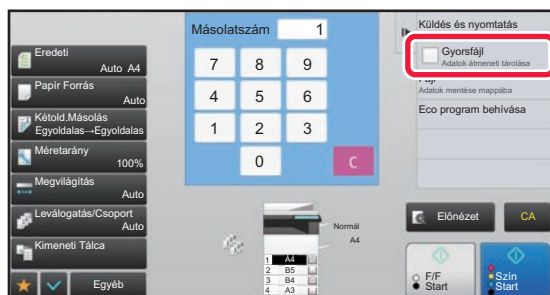 Másolatszám 1
Küldés és nyomtatás
Gyorsfájl
Adatok átmeneti tárolása
Fájl
Adatok mentése mappába
Eco program behívása
Eredeti
Auto A4
Papír Forrás
Auto
Kétold.Másolás
Egyoldalas→Egyoldalas
Méretarány
100%
Megvilágítás
Auto
Leválogatás/Csoport
Auto
Kimeneti Tálca
Egyéb
7 8 9
4 5 6
1 2 3
0 C
Normál
A4
1 A4
2 B5
3 B4
4 A3
Előnézet
CA
F/F
Start
Szín
Start